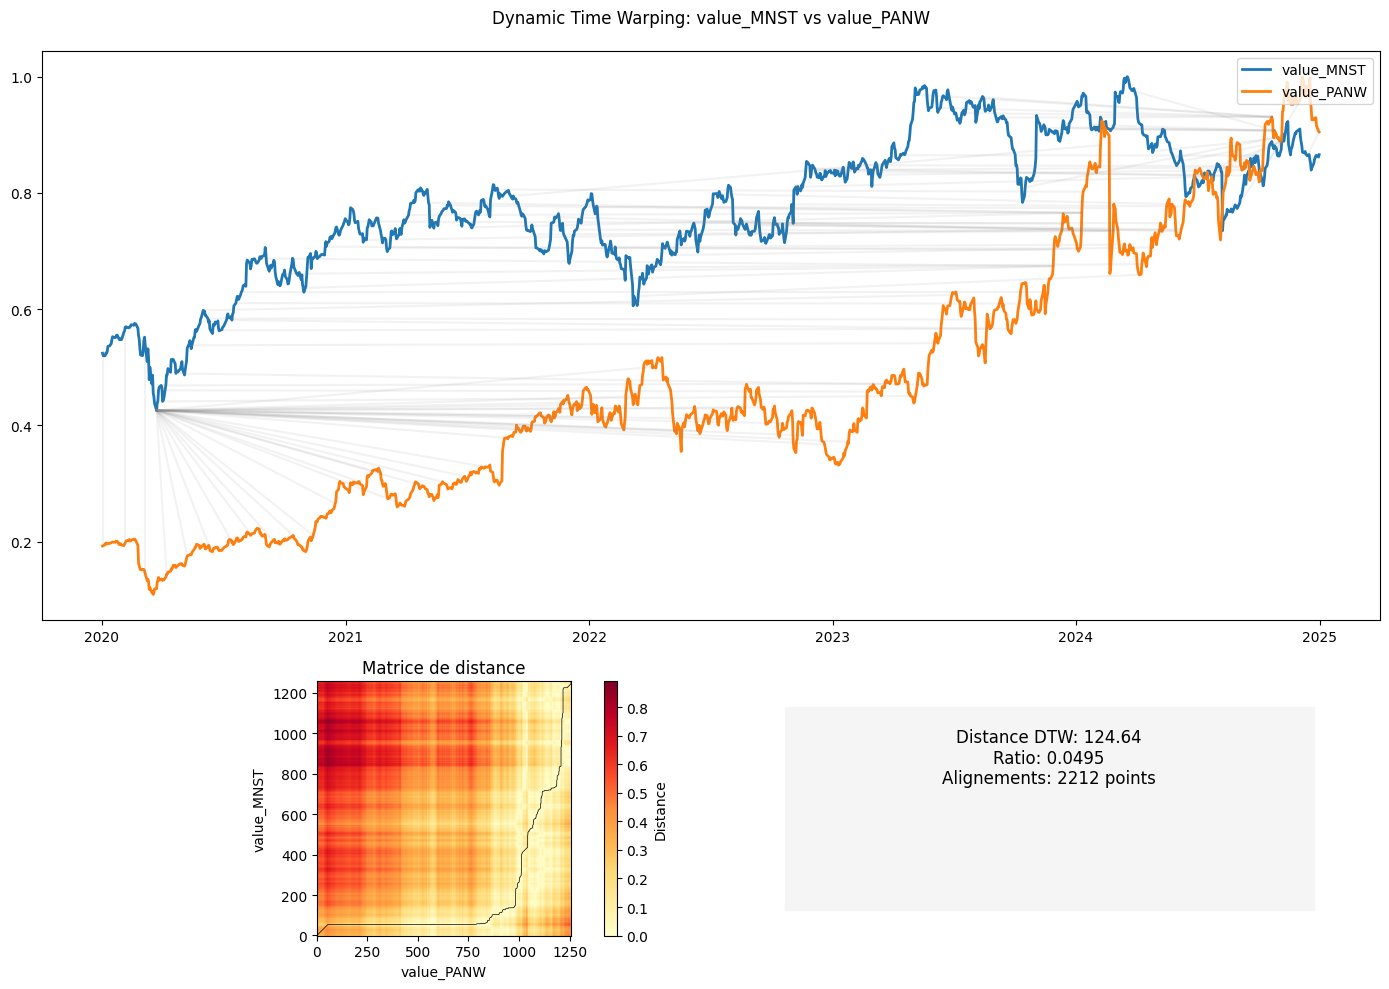 Dynamic Time Warping: value_MNST vs value_PANW
1.0
0.8
0.6
0.4
0.2
value_MNST
value_PANW
2020 2021 2022 2023 2024 2025
Matrice de distance
1200
1000
800
600
400
200
0
value_MNST
0 250 500 750 1000 1250
value_PANW
0.8
0.7
0.6
0.5
0.4
0.3
0.2
0.1
0.0
Distance
Distance DTW: 124.64
Ratio: 0.0495
Alignements: 2212 points